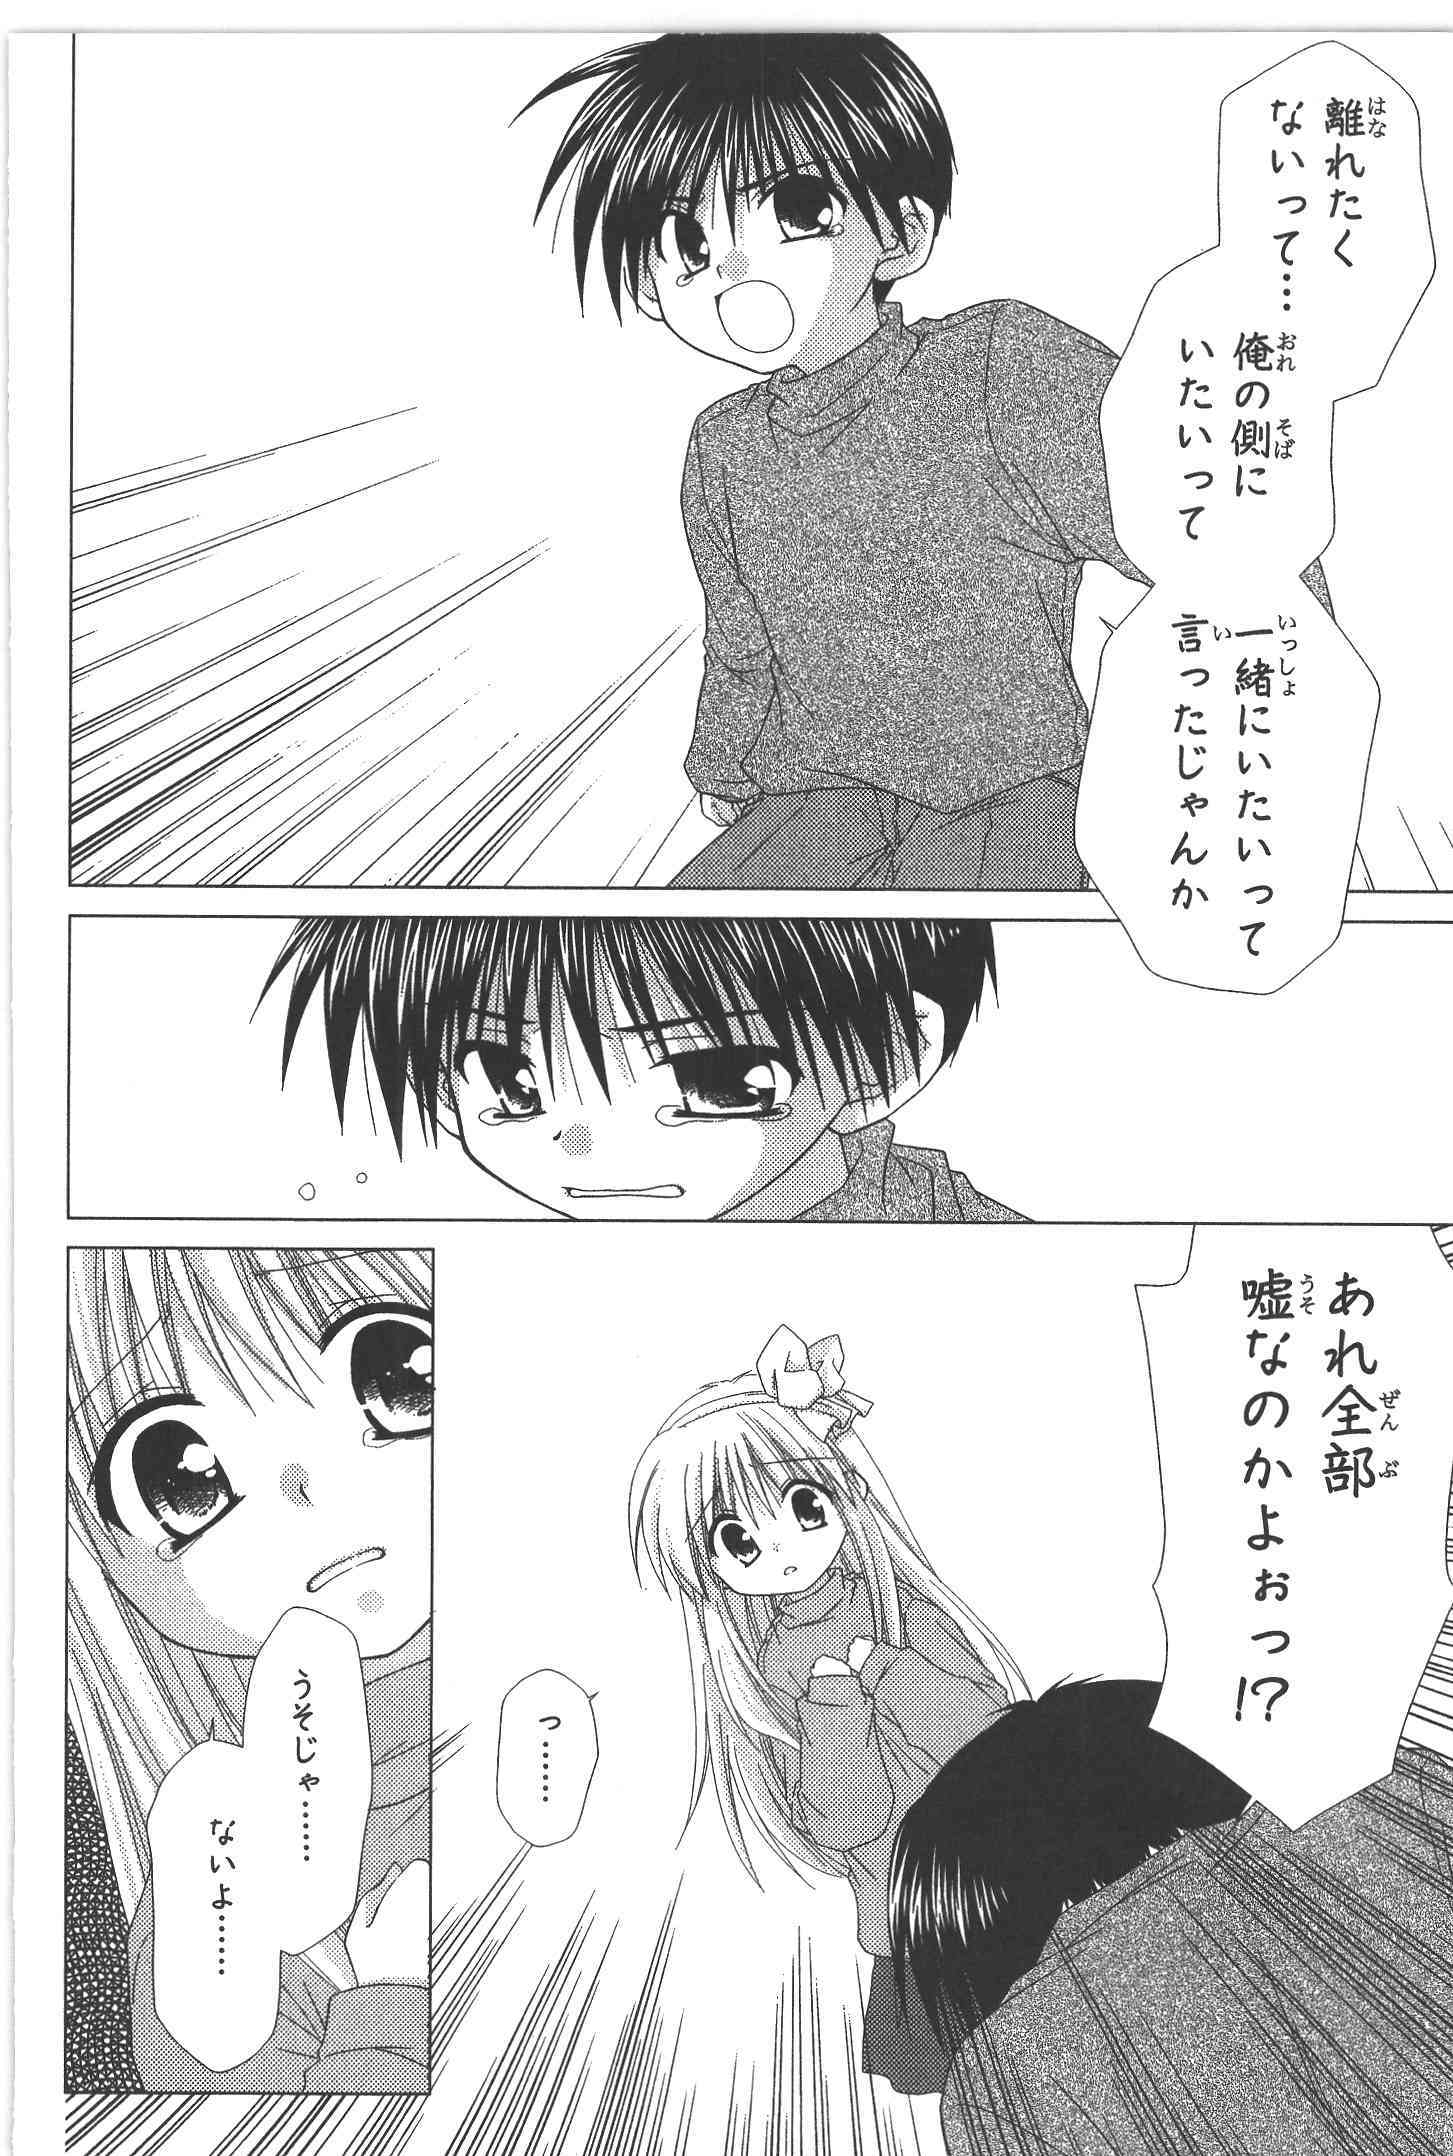 離れたく
ないって…
俺の側に
いたいって
一緒にいたいって
言ったじゃんか
あれ全部
嘘なのかよぉっ!?
っ……
うそじゃ……
ないよ……